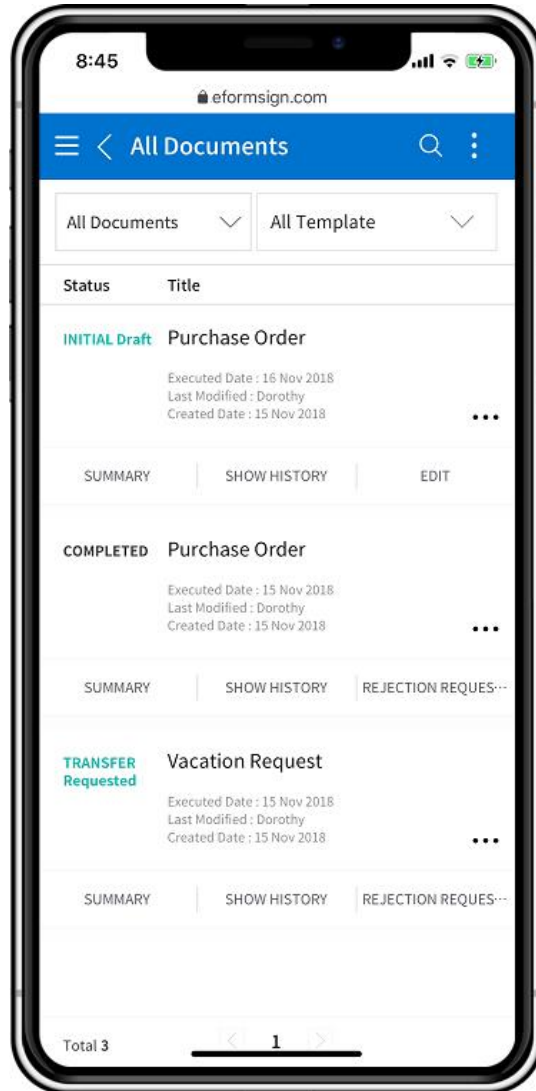 8:45
eformsign.com
All Documents
All Documents
All Template
Status Title
INITIAL Draft Purchase Order
Executed Date : 16 Nov 2018
Last Modified : Dorothy
Created Date : 15 Nov 2018
SUMMARY SHOW HISTORY EDIT
COMPLETED Purchase Order
Executed Date : 15 Nov 2018
Last Modified : Dorothy
Created Date : 15 Nov 2018
SUMMARY SHOW HISTORY REJECTION REQUES...
TRANSFER Requested Vacation Request
Executed Date : 15 Nov 2018
Last Modified : Dorothy
Created Date : 15 Nov 2018
SUMMARY SHOW HISTORY REJECTION REQUES...
Total 3 < 1 >